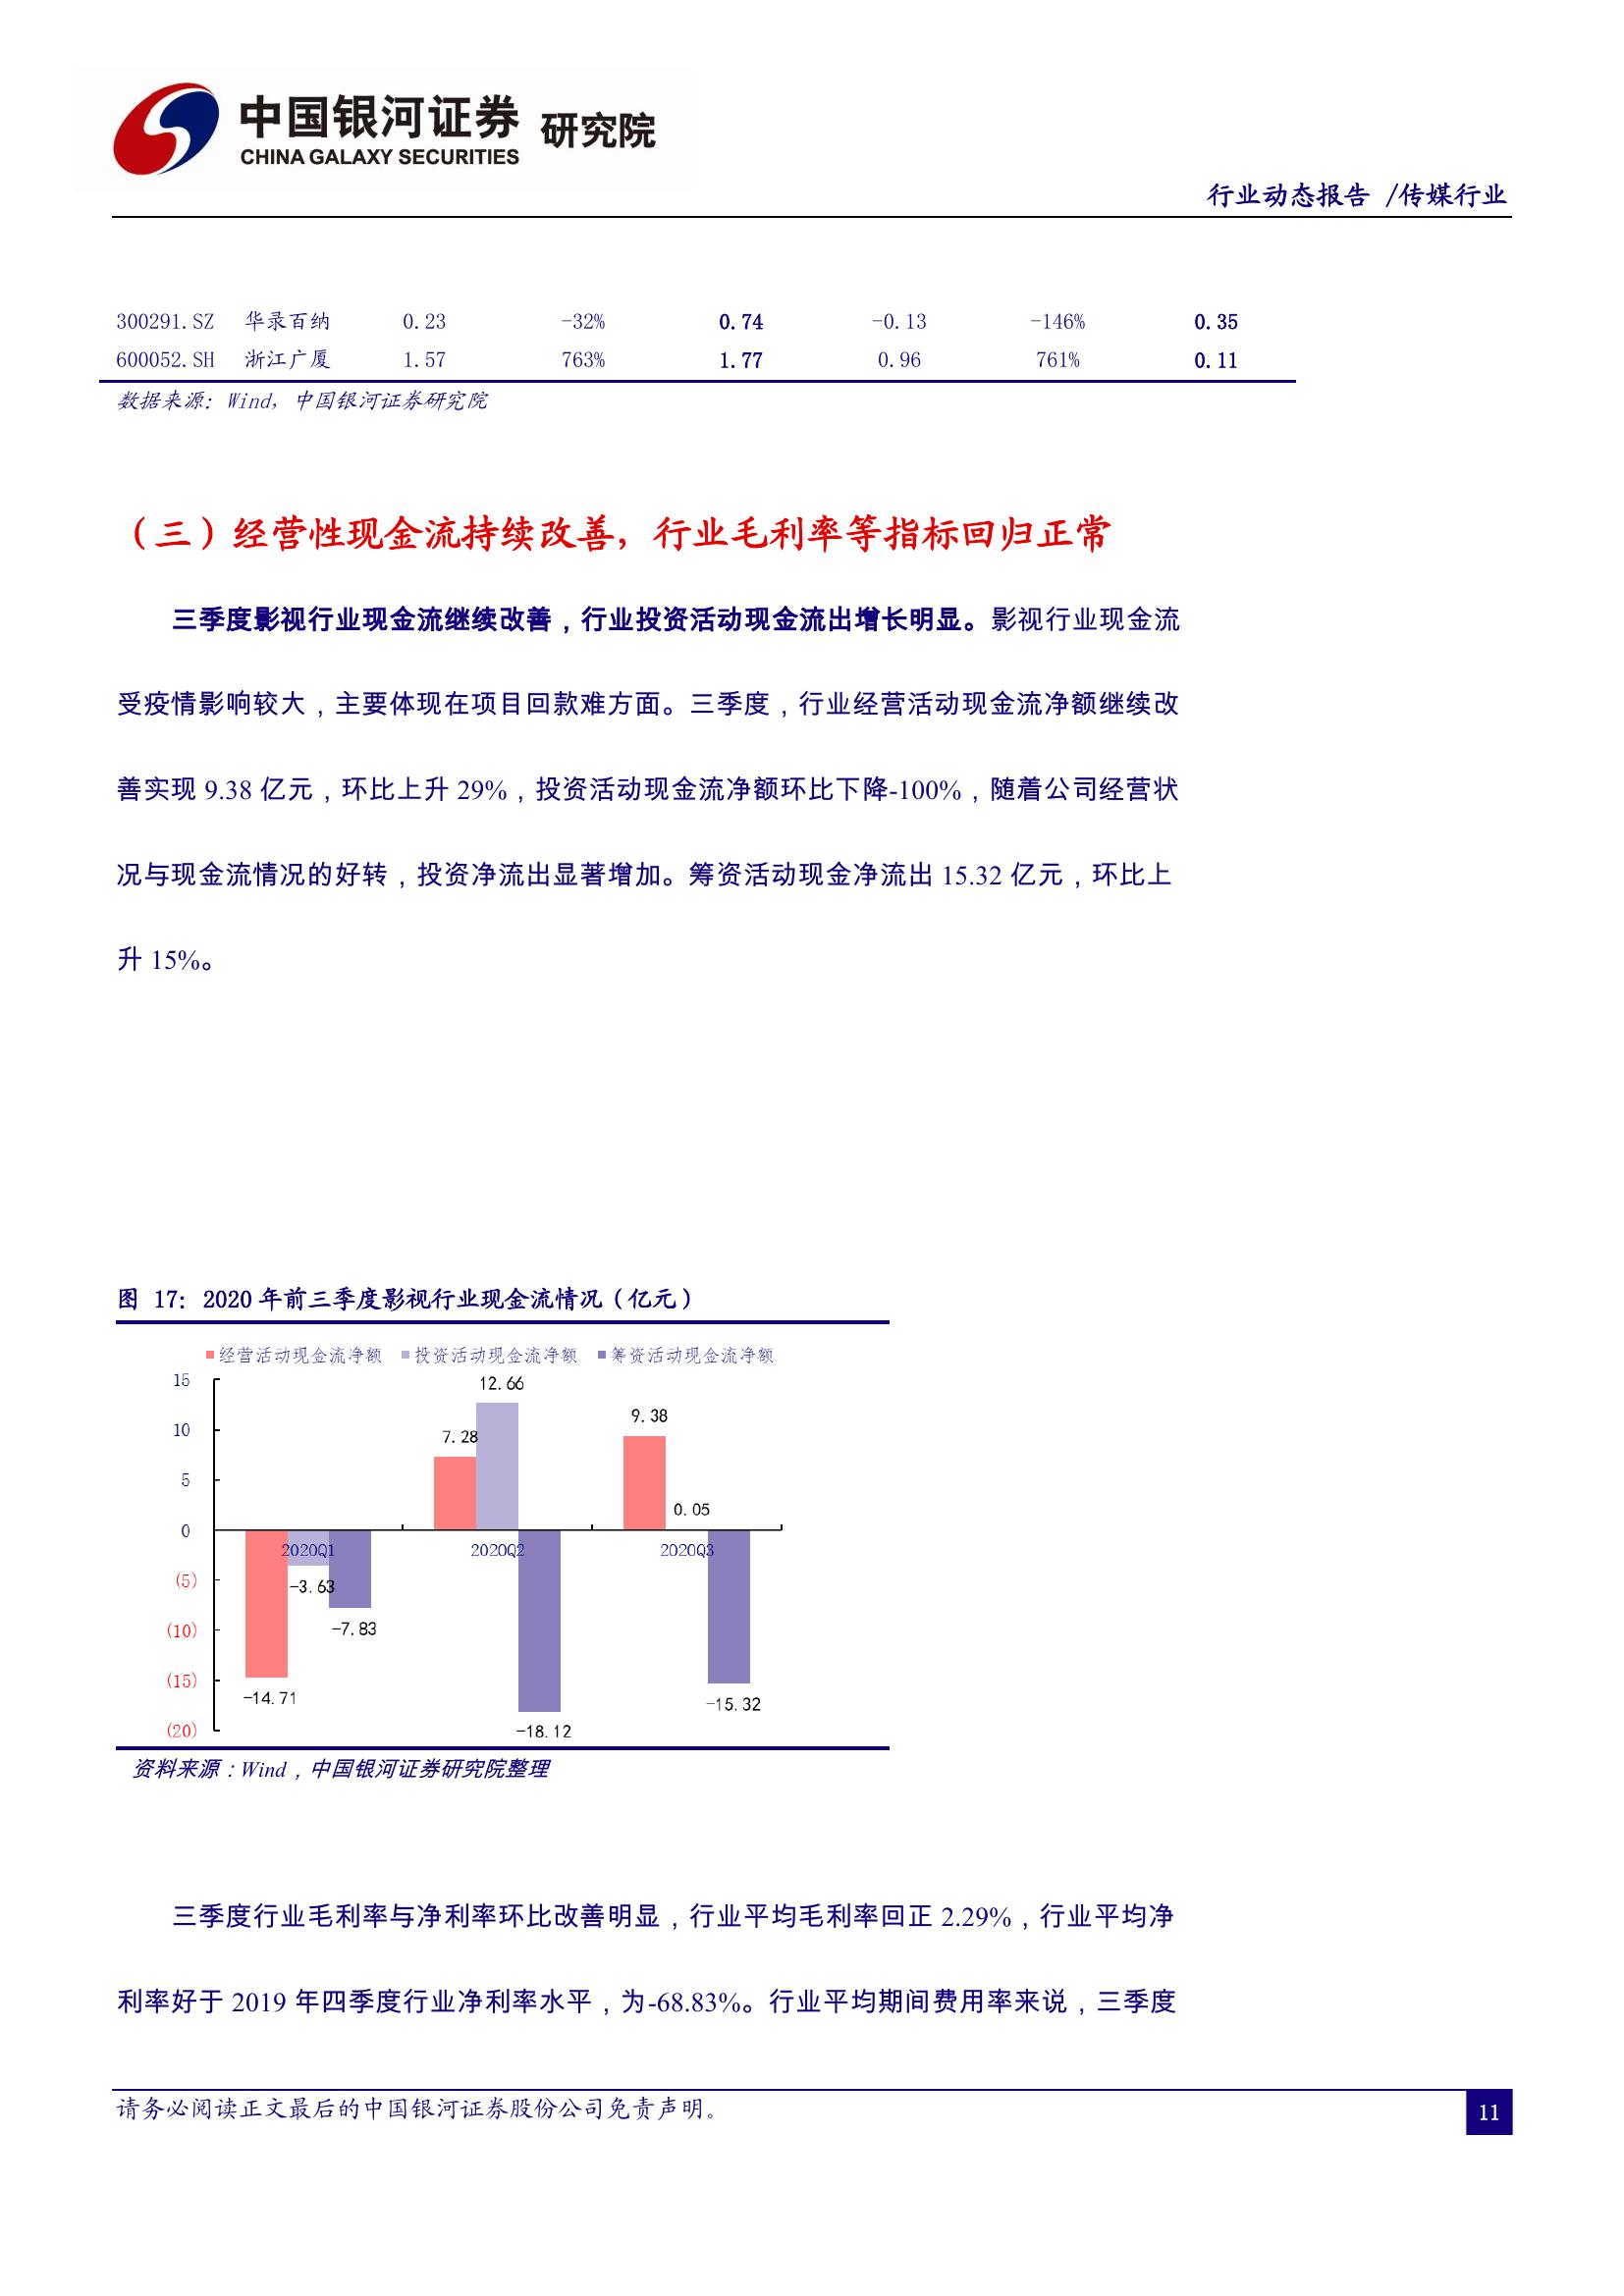 中国银河证券 研究院
CHINA GALAXY SECURITIES
行业动态报告 /传媒行业
300291.SZ 华录百纳 0.23 -32% 0.74 -0.13 -146% 0.35
600052.SH 浙江广厦 1.57 763% 1.77 0.96 761% 0.11
数据来源：Wind，中国银河证券研究院
（三）经营性现金流持续改善，行业毛利率等指标回归正常
三季度影视行业现金流继续改善，行业投资活动现金流出增长明显。影视行业现金流
受疫情影响较大，主要体现在项目回款难方面。三季度，行业经营活动现金流净额继续改
善实现 9.38 亿元，环比上升 29%，投资活动现金流净额环比下降-100%，随着公司经营状
况与现金流情况的好转，投资净流出显著增加。筹资活动现金净流出 15.32 亿元，环比上
升 15%。
图 17：2020 年前三季度影视行业现金流情况（亿元）
经营活动现金流净额 投资活动现金流净额 筹资活动现金流净额
15
12.66
10
9.38
7.28
5
0.05
0
2020Q1 2020Q2 2020Q3
(5)
-3.63
(10)
-7.83
(15)
-14.71
-15.32
(20)
-18.12
资料来源：Wind，中国银河证券研究院整理
三季度行业毛利率与净利率环比改善明显，行业平均毛利率回正 2.29%，行业平均净
利率好于 2019 年四季度行业净利率水平，为-68.83%。行业平均期间费用率来说，三季度
请务必阅读正文最后的中国银河证券股份公司免责声明。
11